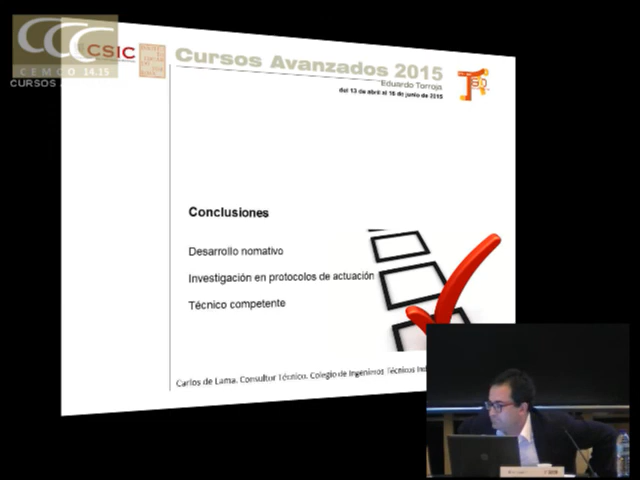 CCC
CEMCO 14.15
CURSOS
CSIC
Cursos Avanzados 2015
Eduardo Torroja
del 13 de abril al 16 de junio de 2015
Conclusiones
Desarrollo nomativo
Investigación en protocolos de actuación
Técnico competente
Carlos de Lama. Consultor Técnico. Colegio de Ingenieros Técnicos Ind